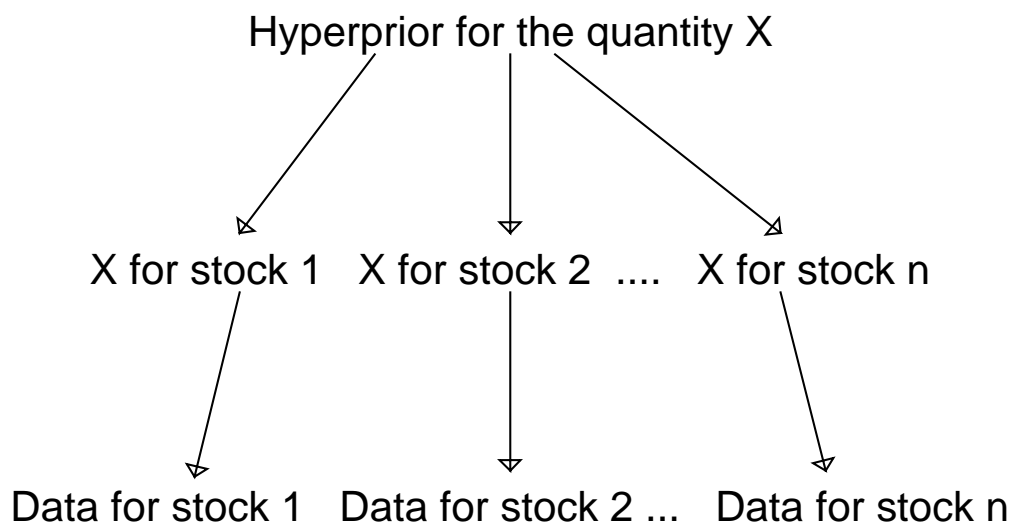 Hyperprior for the quantity X
X for stock 1 X for stock 2 .... X for stock n
Data for stock 1 Data for stock 2 ... Data for stock n